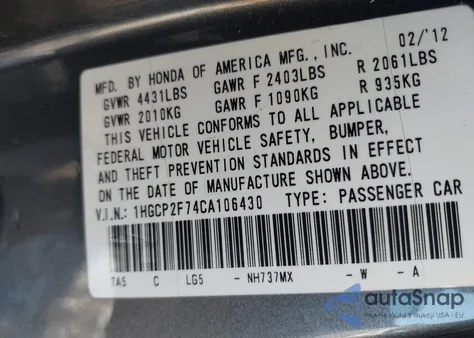 MFD. BY HONDA OF AMERICA MFG., INC. 02/'12
GVWR 4431LBS GAWR F 2403LBS R 2061LBS
GVWR 2010KG GAWR F 1090KG R 935KG
THIS VEHICLE CONFORMS TO ALL APPLICABLE
FEDERAL MOTOR VEHICLE SAFETY, BUMPER,
AND THEFT PREVENTION STANDARDS IN EFFECT
ON THE DATE OF MANUFACTURE SHOWN ABOVE.
V.I.N.: 1HGCP2F74CA106430 TYPE: PASSENGER CAR
TA5 C LG5 - NH737MX - W - A
autoSnap